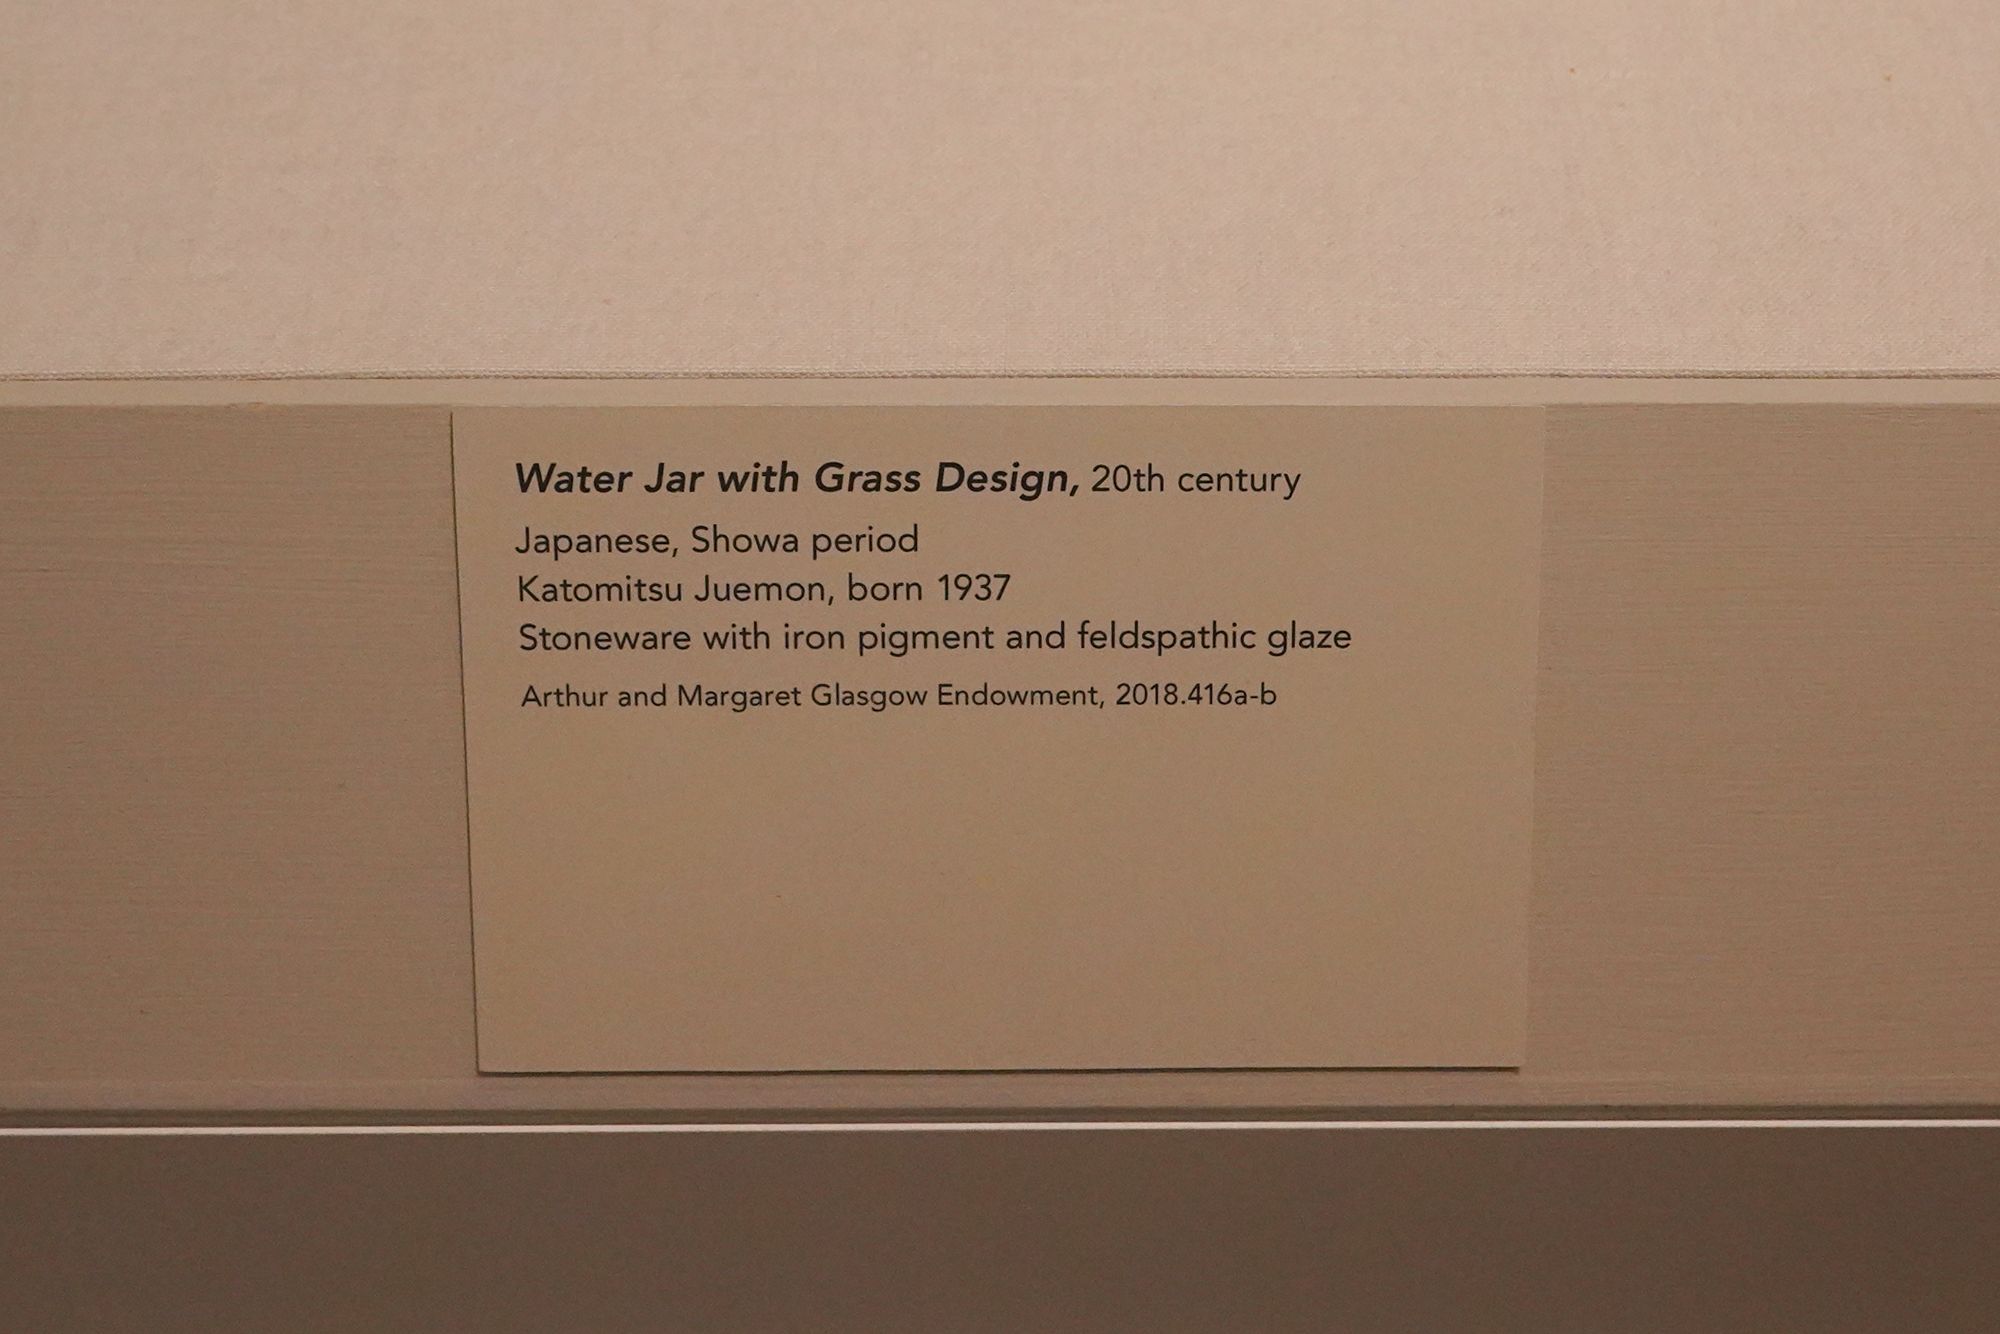 Water Jar with Grass Design, 20th century
Japanese, Showa period
Katomitsu Juemon, born 1937
Stoneware with iron pigment and feldspathic glaze
Arthur and Margaret Glasgow Endowment, 2018.416a-b